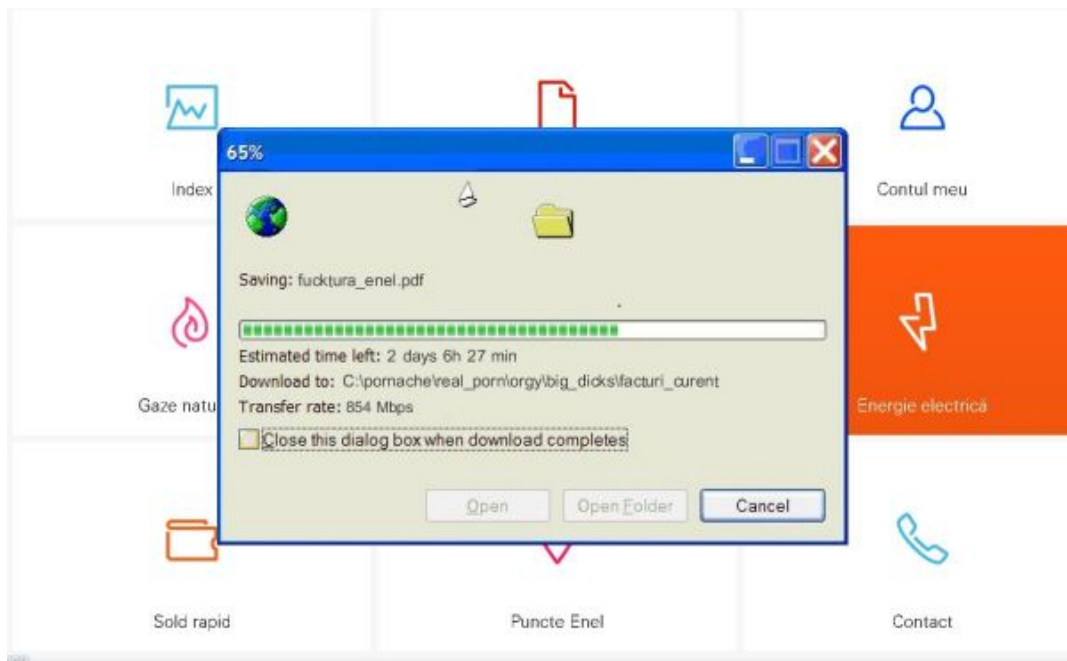 65%
Index
Contul meu
Saving: fucktura_enel.pdf
Estimated time left: 2 days 6h 27 min
Download to: C:\pornache\real_porn\orgy\big_dicks\facturi_curent
Transfer rate: 854 Mbps
Gaze natu
Energie electrică
Close this dialog box when download completes
Open
Open Folder
Cancel
Sold rapid
Puncte Enel
Contact